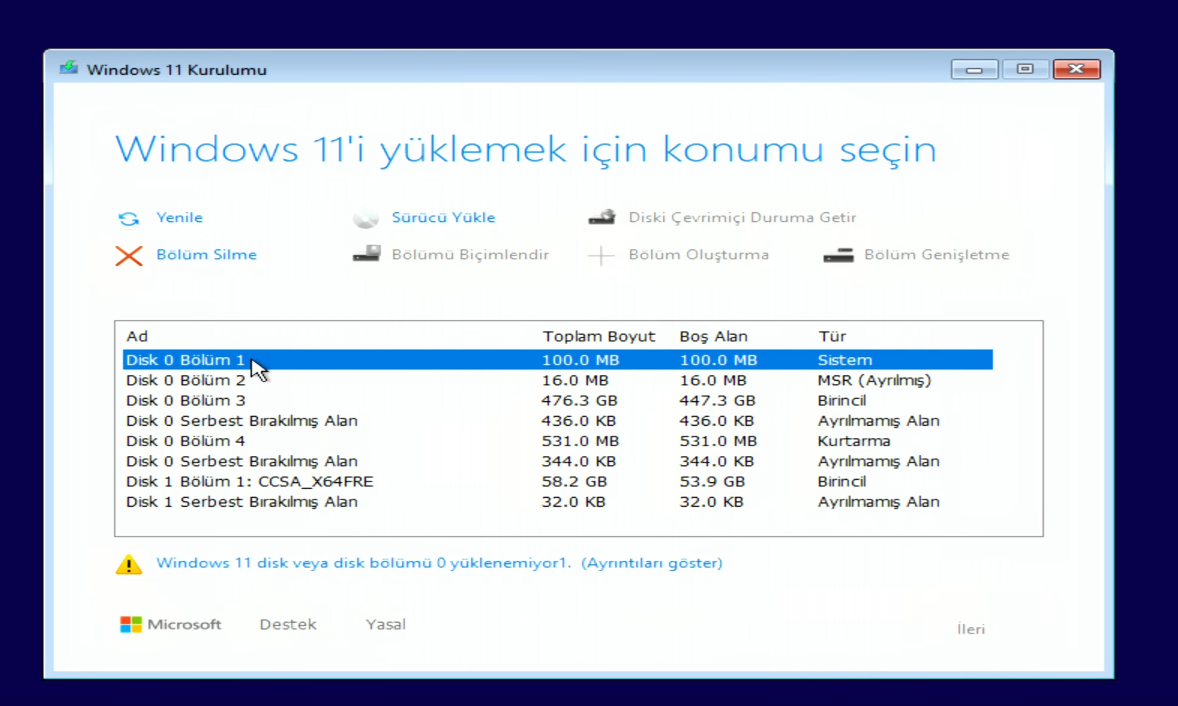 Windows 11 Kurulumu
Windows 11'i yüklemek için konumu seçin
Yenile Sürücü Yükle Diski Çevrimiçi Duruma Getir
Bölüm Silme Bölümü Biçimlendir Bölüm Oluşturma Bölüm Genişletme
Ad Toplam Boyut Boş Alan Tür
Disk 0 Bölüm 1 100.0 MB 100.0 MB Sistem
Disk 0 Bölüm 2 16.0 MB 16.0 MB MSR (Ayrılmış)
Disk 0 Bölüm 3 476.3 GB 447.3 GB Birincil
Disk 0 Serbest Bırakılmış Alan 436.0 KB 436.0 KB Ayrılmamış Alan
Disk 0 Bölüm 4 531.0 MB 531.0 MB Kurtarma
Disk 0 Serbest Bırakılmış Alan 344.0 KB 344.0 KB Ayrılmamış Alan
Disk 1 Bölüm 1: CCSA_X64FRE 58.2 GB 53.9 GB Birincil
Disk 1 Serbest Bırakılmış Alan 32.0 KB 32.0 KB Ayrılmamış Alan
Windows 11 disk veya disk bölümü 0 yüklenemiyor1. (Ayrıntıları göster)
Microsoft Destek Yasal İleri